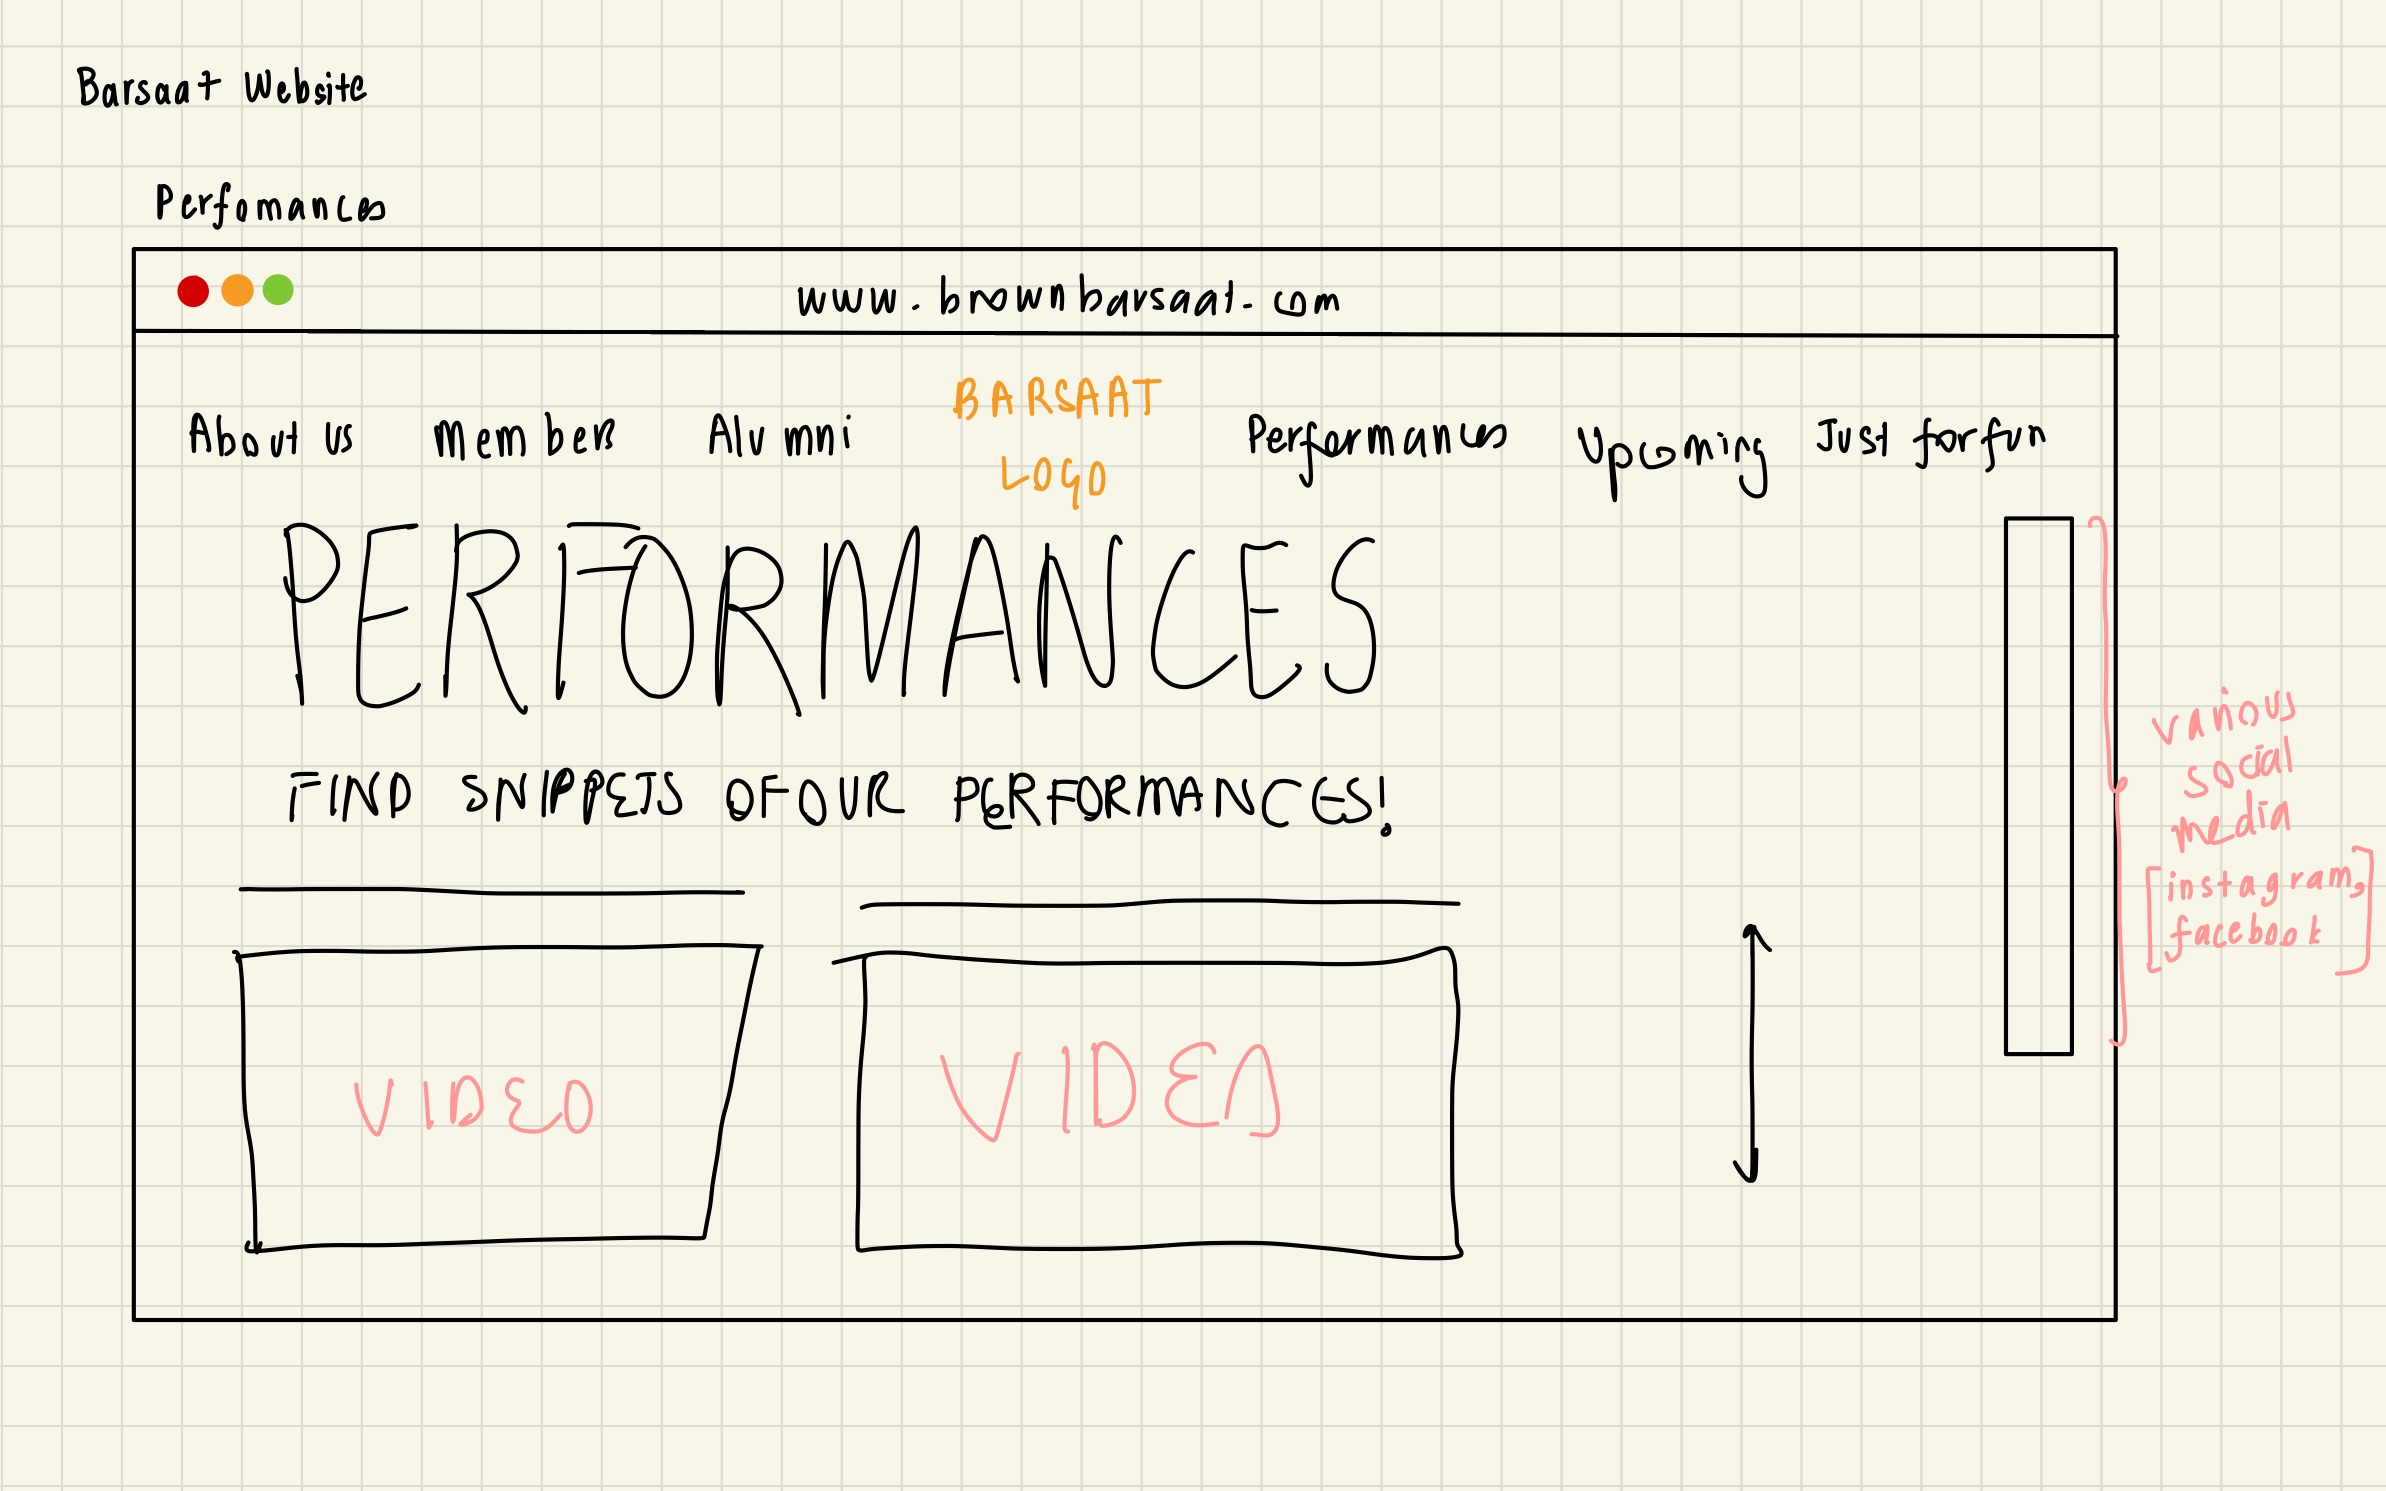 Barsaat Website
Perfomances
www.brownbarsaat.com
About us Members Alumni BARSAAT LOGO Performances Upcoming Just for fun
PERFORMANCES
FIND SNIPPETS OF OUR PERFORMANCES!
VIDEO VIDEO
various
social
media
[instagram,
facebook]